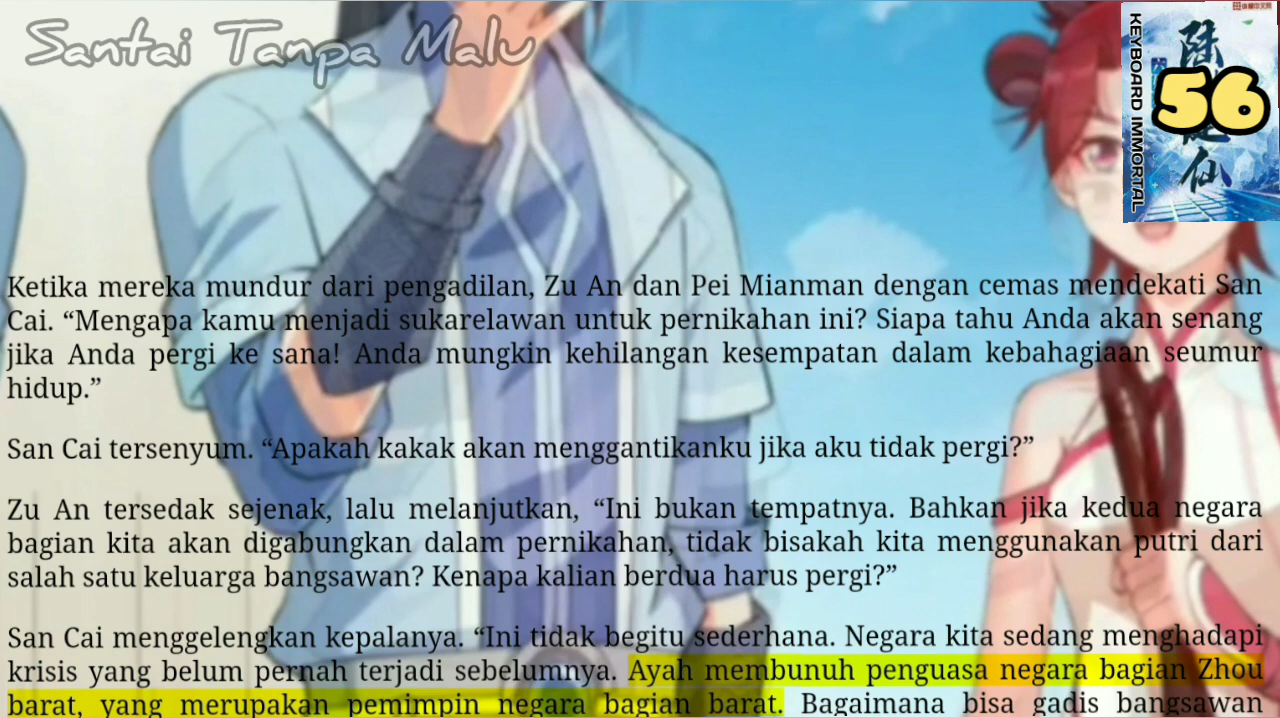 Santai Tanpa Malu
KEYBOARD IMMORTAL
56
仙
Ketika mereka mundur dari pengadilan, Zu An dan Pei Mianman dengan cemas mendekati San
Cai. “Mengapa kamu menjadi sukarelawan untuk pernikahan ini? Siapa tahu Anda akan senang
jika Anda pergi ke sana! Anda mungkin kehilangan kesempatan dalam kebahagiaan seumur
hidup.”
San Cai tersenyum. “Apakah kakak akan menggantikanku jika aku tidak pergi?”
Zu An tersedak sejenak, lalu melanjutkan, “Ini bukan tempatnya. Bahkan jika kedua negara
bagian kita akan digabungkan dalam pernikahan, tidak bisakah kita menggunakan putri dari
salah satu keluarga bangsawan? Kenapa kalian berdua harus pergi?”
San Cai menggelengkan kepalanya. “Ini tidak begitu sederhana. Negara kita sedang menghadapi
krisis yang belum pernah terjadi sebelumnya. Ayah membunuh penguasa negara bagian Zhou
barat, yang merupakan pemimpin negara bagian barat. Bagaimana bisa gadis bangsawan